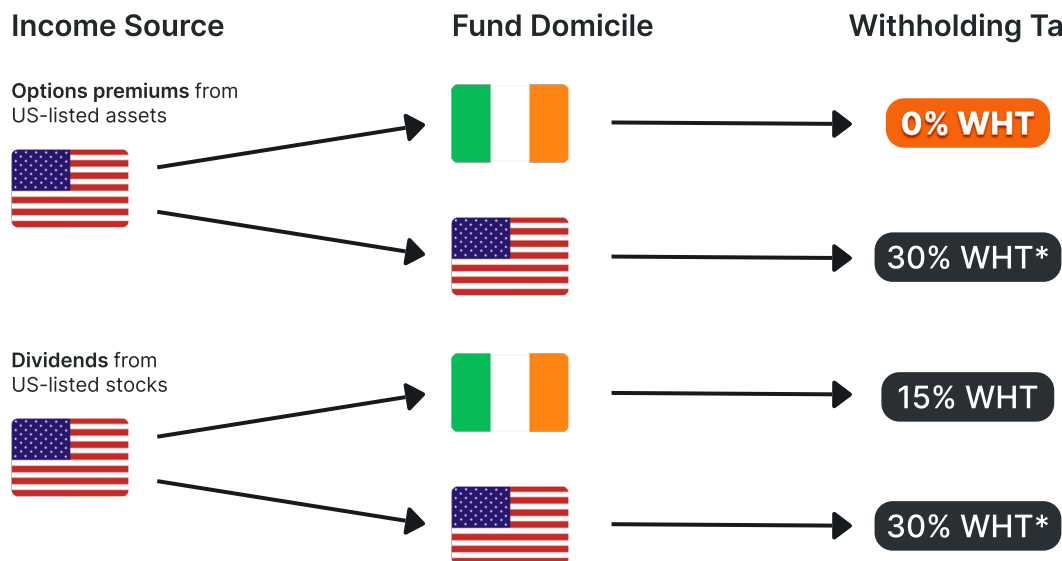 Income Source
Fund Domicile
Withholding Ta
Options premiums from
US-listed assets
0% WHT
30% WHT*
Dividends from
US-listed stocks
15% WHT
30% WHT*